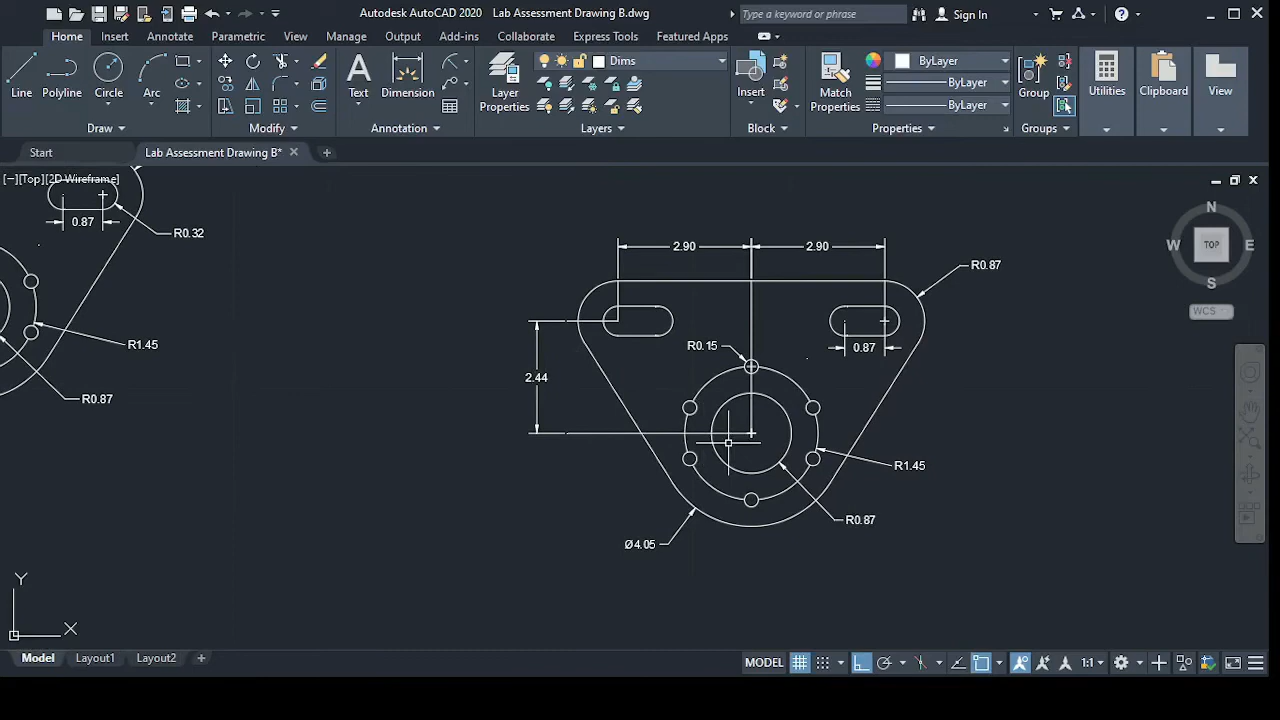 Autodesk AutoCAD 2020 Lab Assessment Drawing B.dwg
Type a keyword or phrase
Sign In
Home Insert Annotate Parametric View Manage Output Add-ins Collaborate Express Tools Featured Apps
Line Polyline Circle Arc
Text Dimension
Layer Properties
Dims
Insert
Match Properties
ByLayer
ByLayer
ByLayer
Group
Utilities
Clipboard
View
Draw Modify Annotation Layers Block Properties Groups
Start Lab Assessment Drawing B*
[−][Top][2D Wireframe]
0.87
R0.32
R1.45
R0.87
2.90 2.90
R0.87
R0.15
0.87
2.44
R1.45
R0.87
Ø4.05
N
W TOP E
S
WCS
Y
X
Model Layout1 Layout2
MODEL
1:1